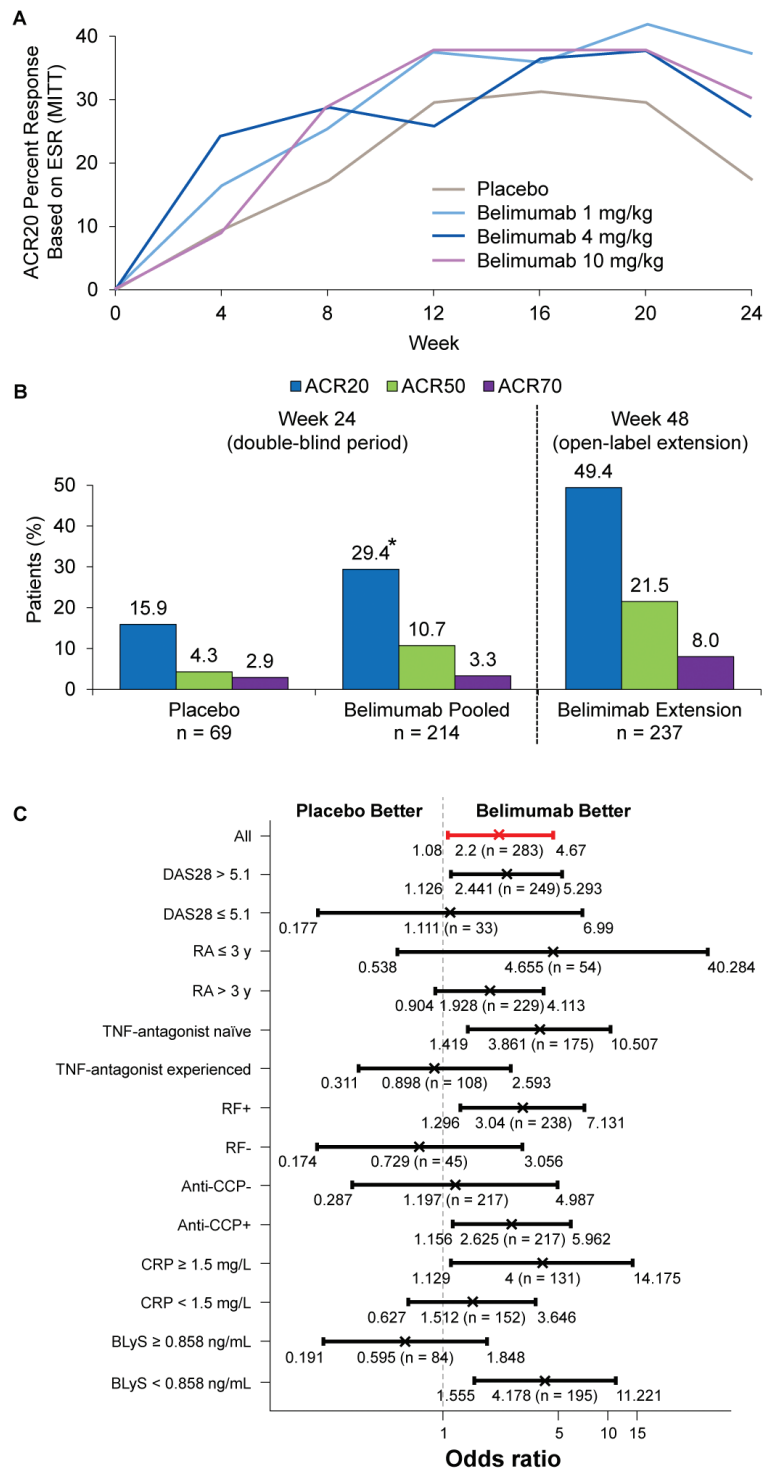 A
ACR20 Percent Response
Based on ESR (MITT)
40
30
20
10
0
Placebo
Belimumab 1 mg/kg
Belimumab 4 mg/kg
Belimumab 10 mg/kg
0 4 8 12 16 20 24
Week
B
ACR20 ACR50 ACR70
Week 24
(double-blind period)
Week 48
(open-label extension)
Patients (%)
50
40
30
20
10
0
15.9
4.3
2.9
29.4*
10.7
3.3
49.4
21.5
8.0
Placebo
n = 69
Belimumab Pooled
n = 214
Belimimab Extension
n = 237
C
Placebo Better Belimumab Better
All
1.08 2.2 (n = 283) 4.67
DAS28 > 5.1
1.126 2.441 (n = 249) 5.293
DAS28 ≤ 5.1
0.177 1.111 (n = 33) 6.99
RA ≤ 3 y
0.538 4.655 (n = 54) 40.284
RA > 3 y
0.904 1.928 (n = 229) 4.113
TNF-antagonist naïve
1.419 3.861 (n = 175) 10.507
TNF-antagonist experienced
0.311 0.898 (n = 108) 2.593
RF+
1.296 3.04 (n = 238) 7.131
RF-
0.174 0.729 (n = 45) 3.056
Anti-CCP-
0.287 1.197 (n = 217) 4.987
Anti-CCP+
1.156 2.625 (n = 217) 5.962
CRP ≥ 1.5 mg/L
1.129 4 (n = 131) 14.175
CRP < 1.5 mg/L
0.627 1.512 (n = 152) 3.646
BLyS ≥ 0.858 ng/mL
0.191 0.595 (n = 84) 1.848
BLyS < 0.858 ng/mL
1.555 4.178 (n = 195) 11.221
1 5 10 15
Odds ratio